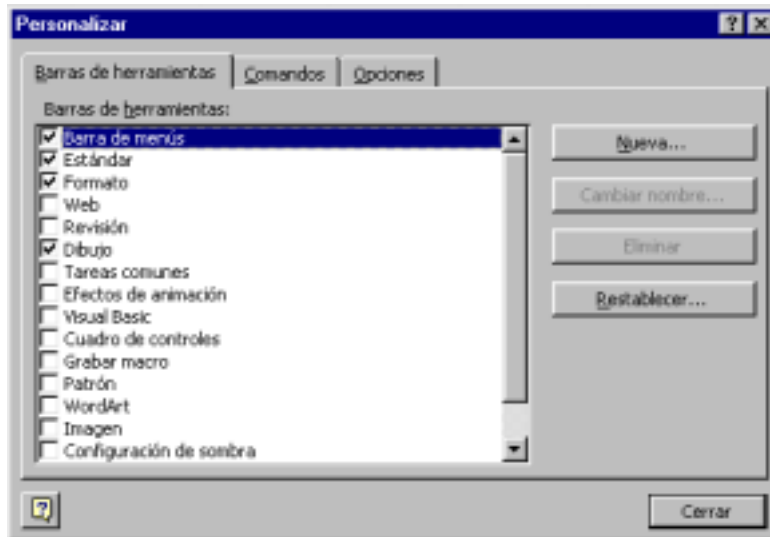 Personalizar
Barras de herramientas Comandos Opciones
Barras de herramientas:
Barra de menús
Estándar
Formato
Web
Revisión
Dibujo
Tareas comunes
Efectos de animación
Visual Basic
Cuadro de controles
Grabar macro
Patrón
WordArt
Imagen
Configuración de sombra
Nueva...
Cambiar nombre...
Eliminar
Restablecer...
Cerrar